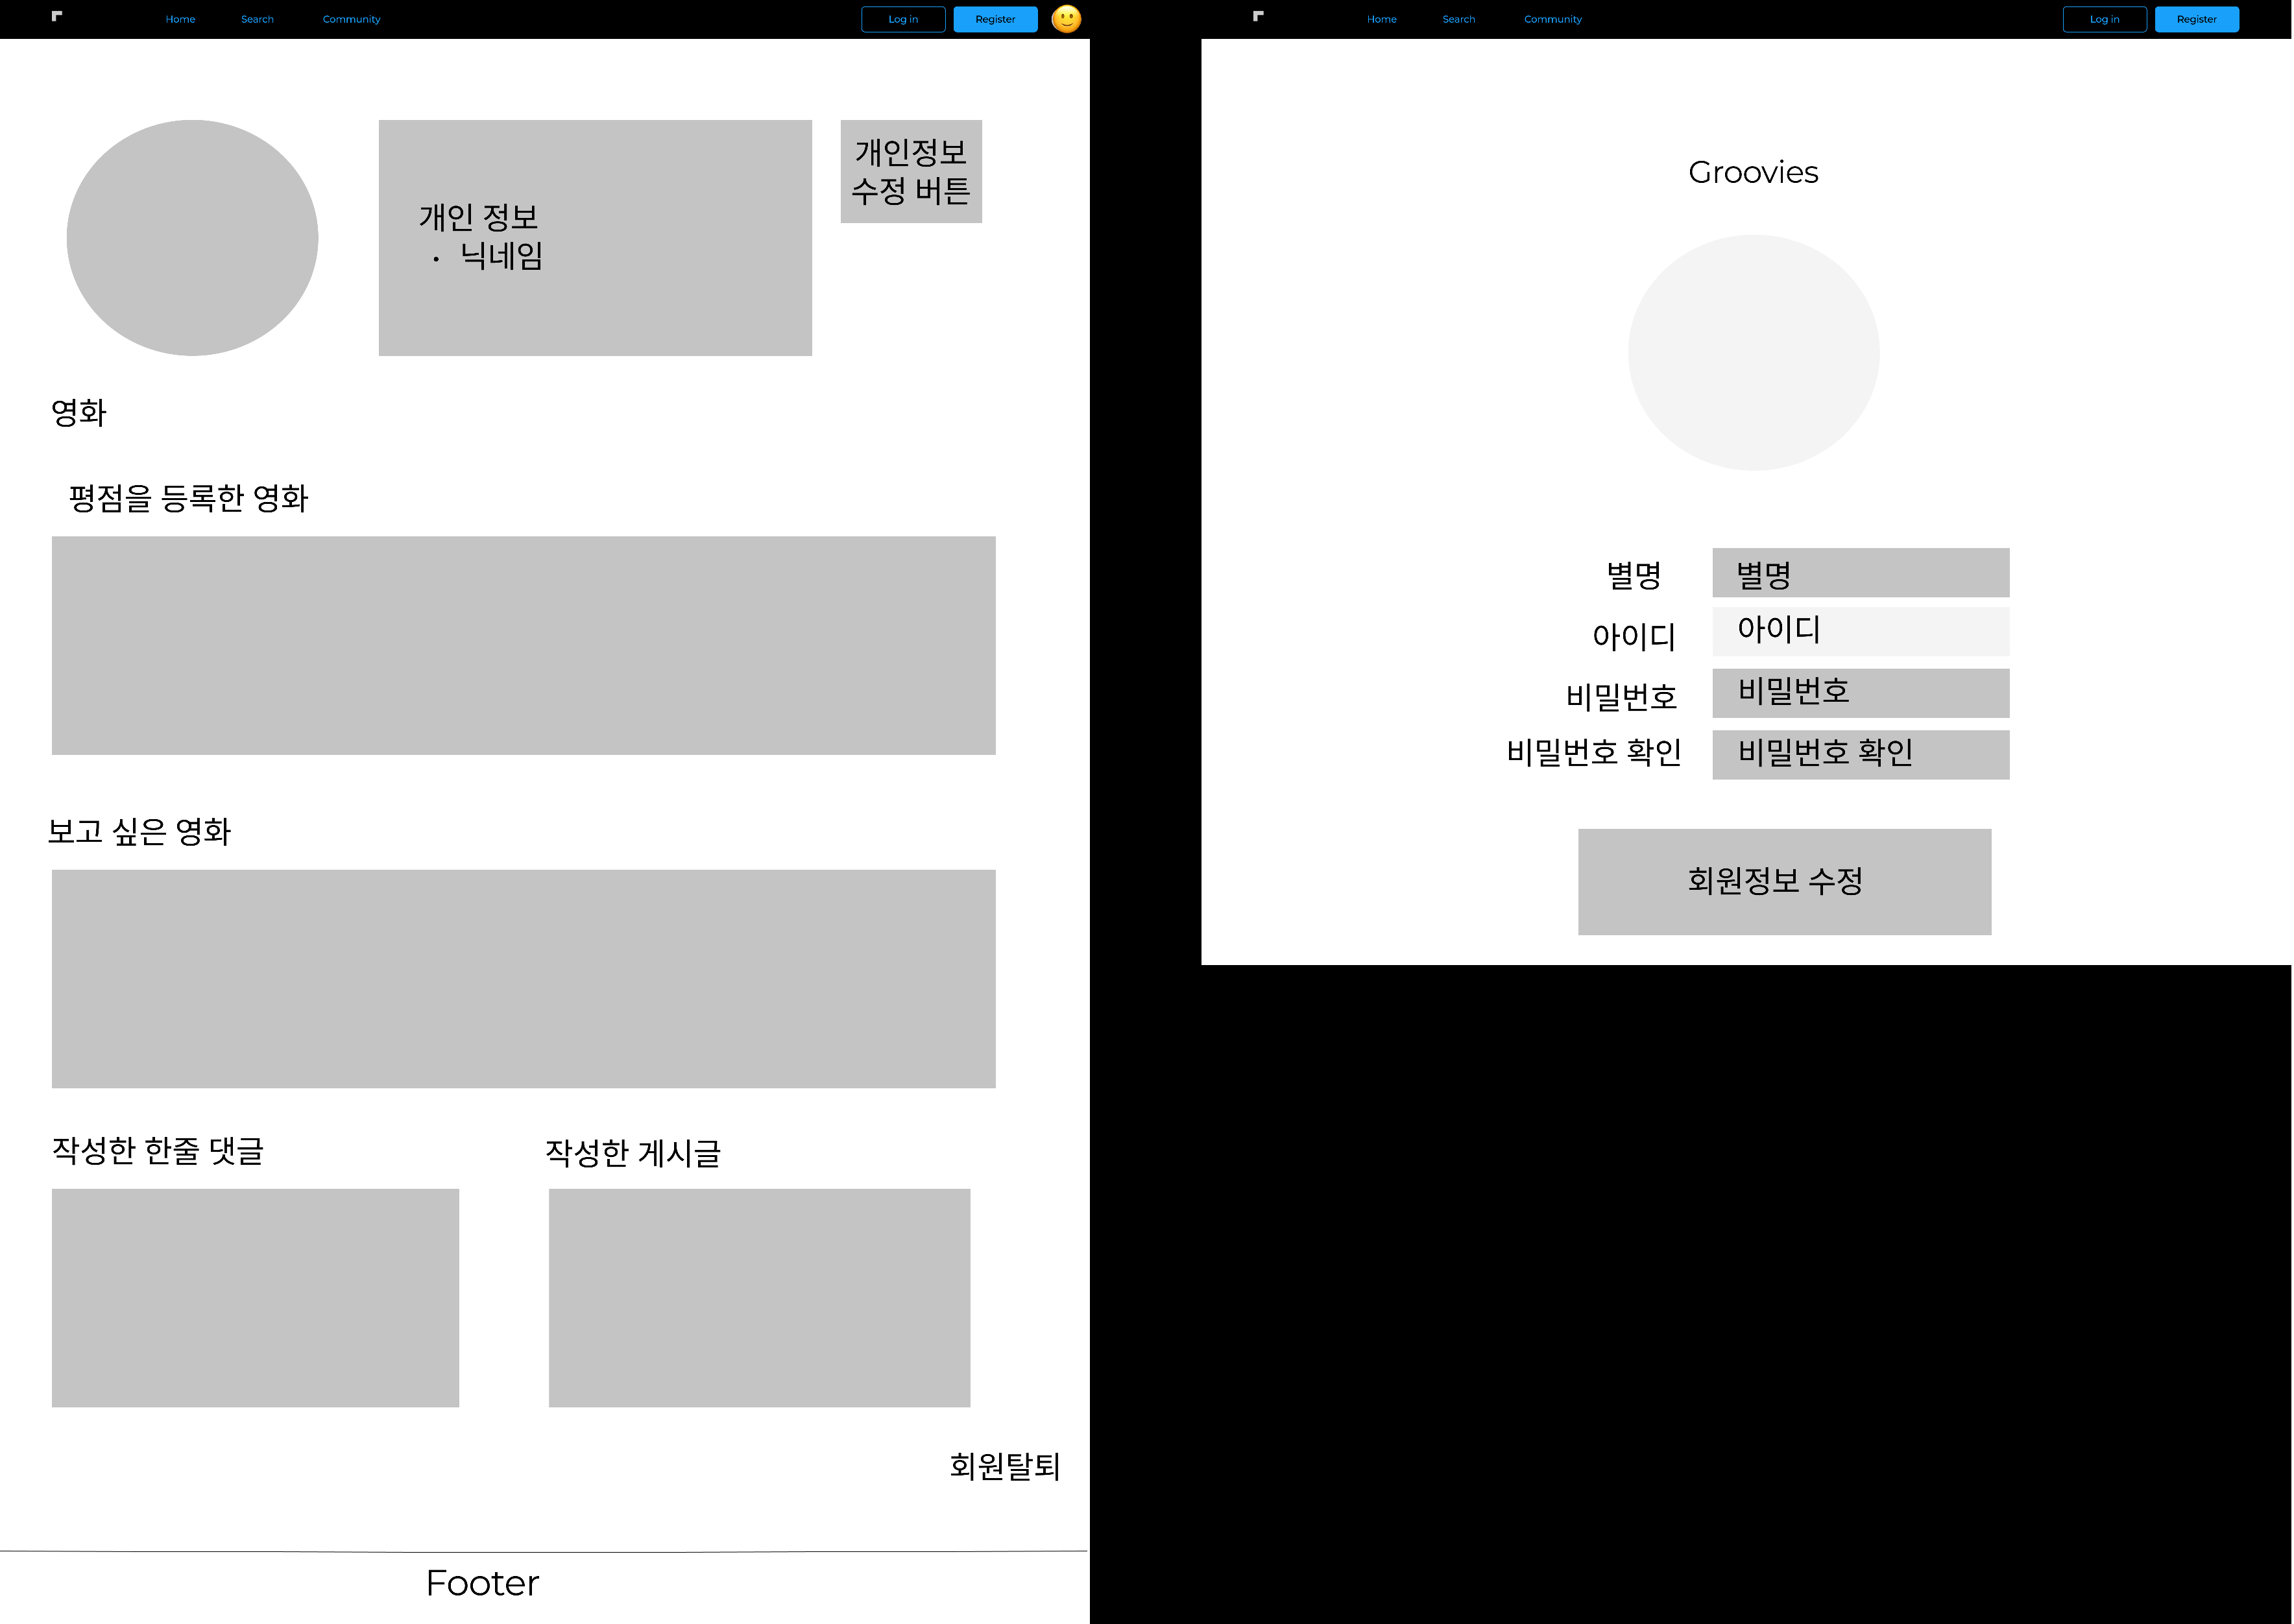 Home Search Community Log in Register
개인 정보
• 닉네임
개인정보
수정 버튼
영화
평점을 등록한 영화
보고 싶은 영화
작성한 한줄 댓글
작성한 게시글
회원탈퇴
Footer
Home Search Community Log in Register
Groovies
별명 별명
아이디 아이디
비밀번호 비밀번호
비밀번호 확인 비밀번호 확인
회원정보 수정